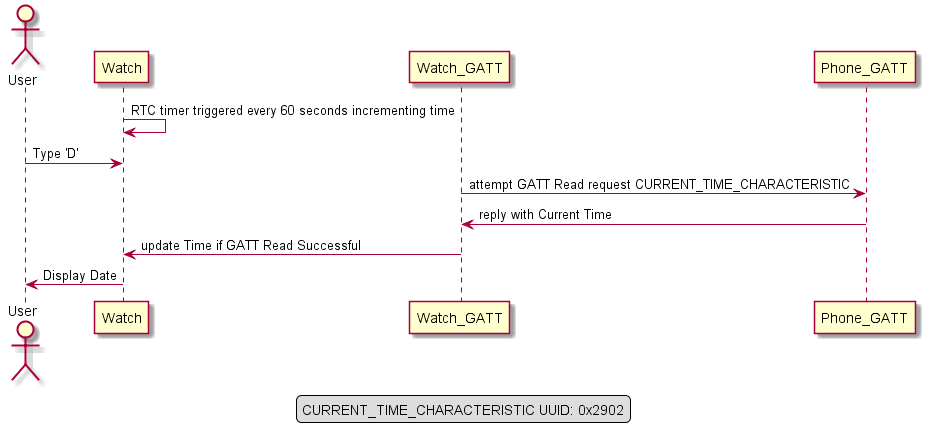 User
Watch
Watch_GATT
Phone_GATT
RTC timer triggered every 60 seconds incrementing time
Type 'D'
attempt GATT Read request CURRENT_TIME_CHARACTERISTIC
reply with Current Time
update Time if GATT Read Successful
Display Date
User
Watch
Watch_GATT
Phone_GATT
CURRENT_TIME_CHARACTERISTIC UUID: 0x2902